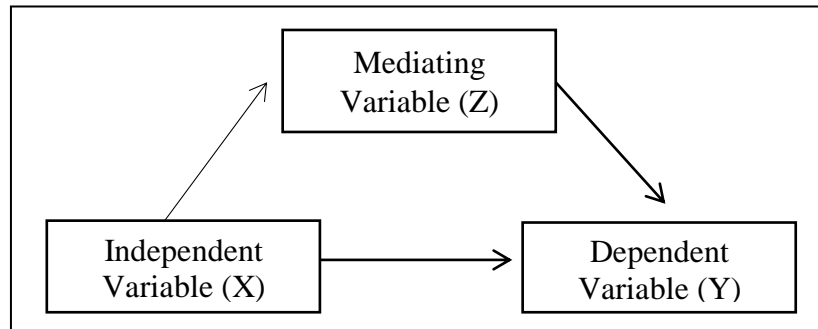 Mediating
Variable (Z)
Independent
Variable (X)
Dependent
Variable (Y)